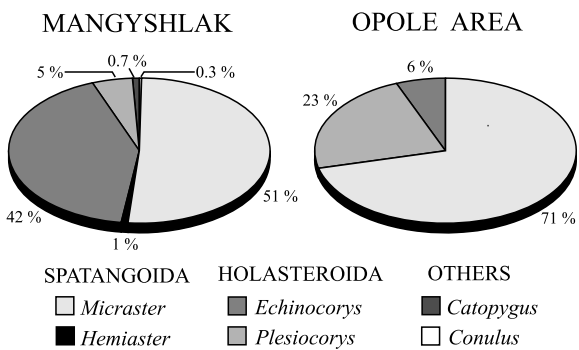 MANGYSHLAK
OPOLE AREA
0.7 %
5 %
0.3 %
6 %
23 %
42 %
51 %
1 %
71 %
SPATANGOIDA
Micraster
Hemiaster
HOLASTEROIDA
Echinocorys
Plesiocorys
OTHERS
Catopygus
Conulus